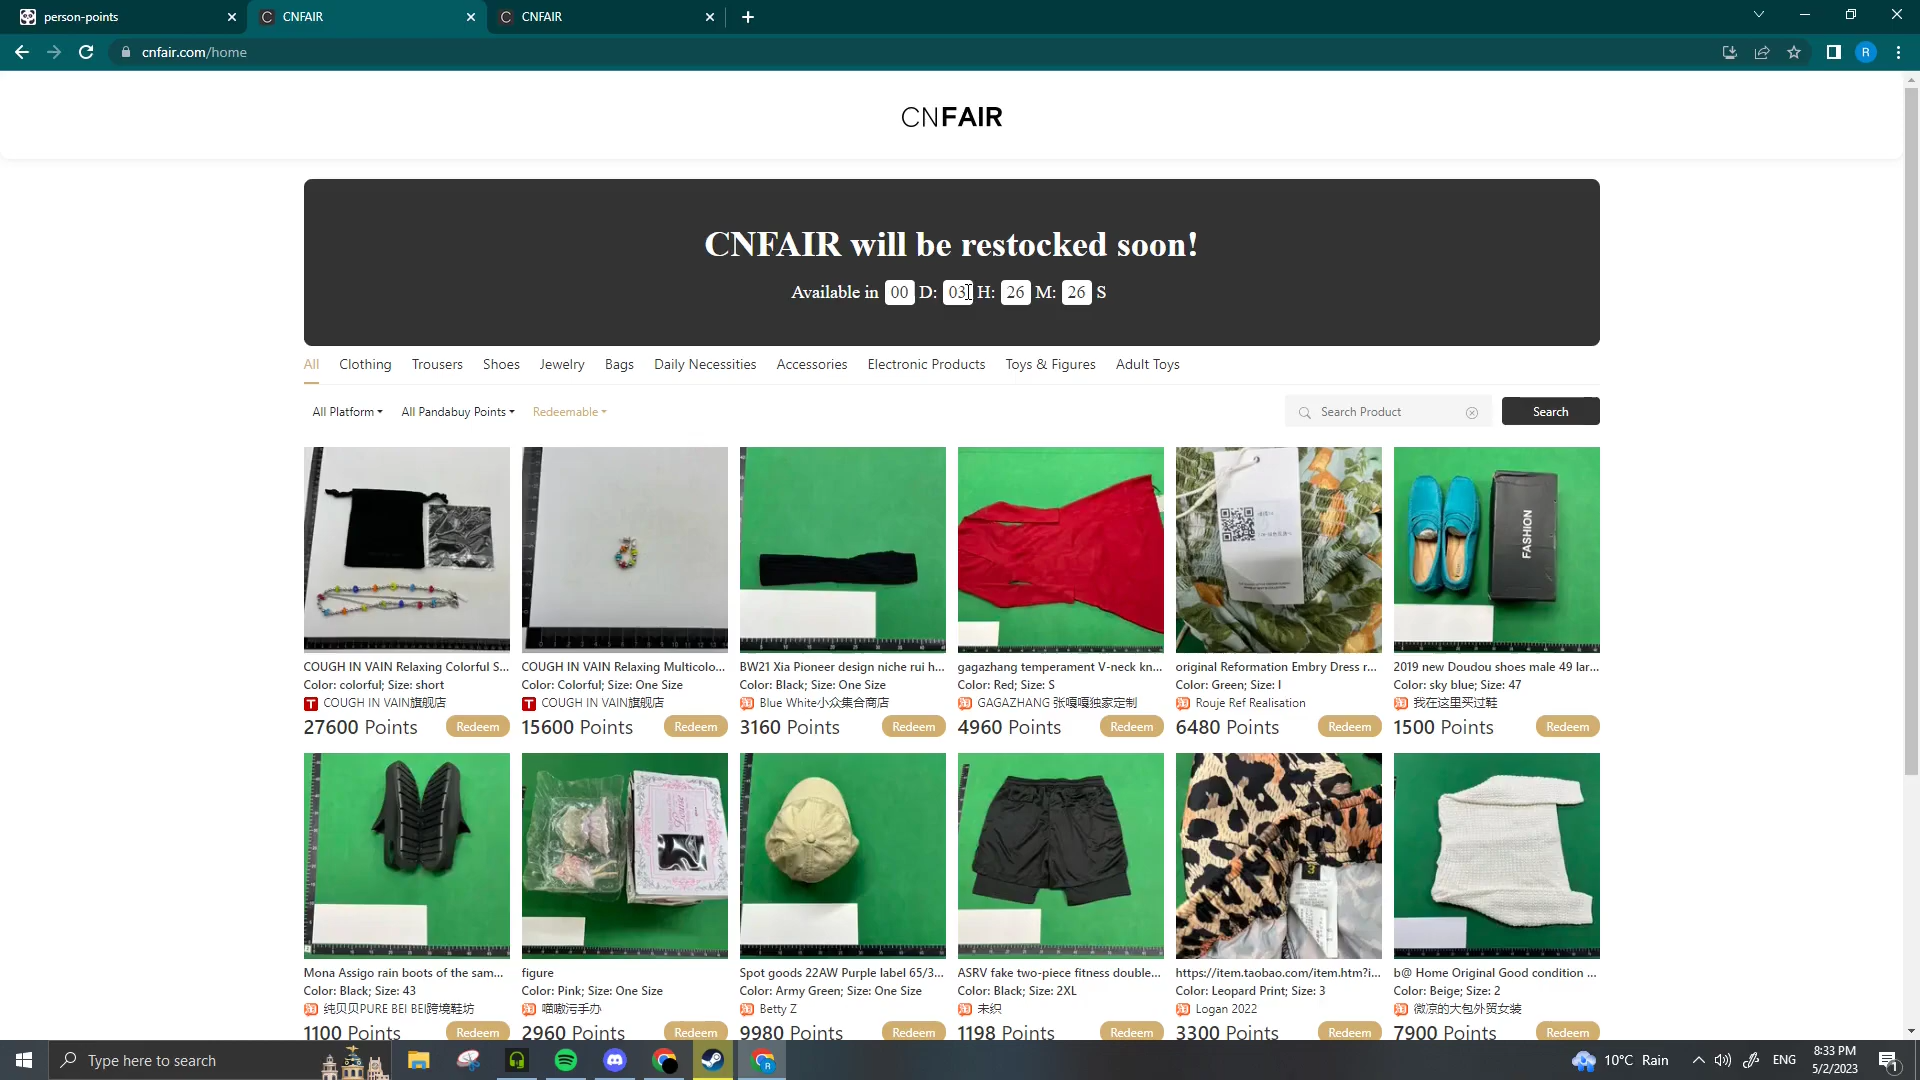 person-points
CNFAIR
CNFAIR
cnfair.com/home
R
CNFAIR
CNFAIR will be restocked soon!
Available in 00 D: 03 H: 26 M: 26 S
All Clothing Trousers Shoes Jewelry Bags Daily Necessities Accessories Electronic Products Toys & Figures Adult Toys
All Platform All Pandabuy Points Redeemable Search Product Search
FASHION
COUGH IN VAIN Relaxing Colorful S...
Color: colorful; Size: short
COUGH IN VAIN旗舰店
27600 Points Redeem
COUGH IN VAIN Relaxing Multicolo...
Color: Colorful; Size: One Size
COUGH IN VAIN旗舰店
15600 Points Redeem
BW21 Xia Pioneer design niche rui h...
Color: Black; Size: One Size
Blue White小众集合商店
3160 Points Redeem
gagazhang temperament V-neck kn...
Color: Red; Size: S
GAGAZHANG 张嘎嘎独家定制
4960 Points Redeem
original Reformation Embry Dress r...
Color: Green; Size: l
Rouje Ref Realisation
6480 Points Redeem
2019 new Doudou shoes male 49 lar...
Color: sky blue; Size: 47
我在这里买过鞋
1500 Points Redeem
Mona Assigo rain boots of the sam...
Color: Black; Size: 43
纯贝贝PURE BEI BEI跨境鞋坊
1100 Points Redeem
figure
Color: Pink; Size: One Size
喵嗷污手办
2960 Points Redeem
Spot goods 22AW Purple label 65/3...
Color: Army Green; Size: One Size
Betty Z
9980 Points Redeem
ASRV fake two-piece fitness double...
Color: Black; Size: 2XL
未织
1198 Points Redeem
3
https://item.taobao.com/item.htm?i...
Color: Leopard Print; Size: 3
Logan 2022
3300 Points Redeem
b@ Home Original Good condition ...
Color: Beige; Size: 2
微凉的大包外贸女装
7900 Points Redeem
Type here to search
10°C Rain
ENG
8:33 PM
5/2/2023